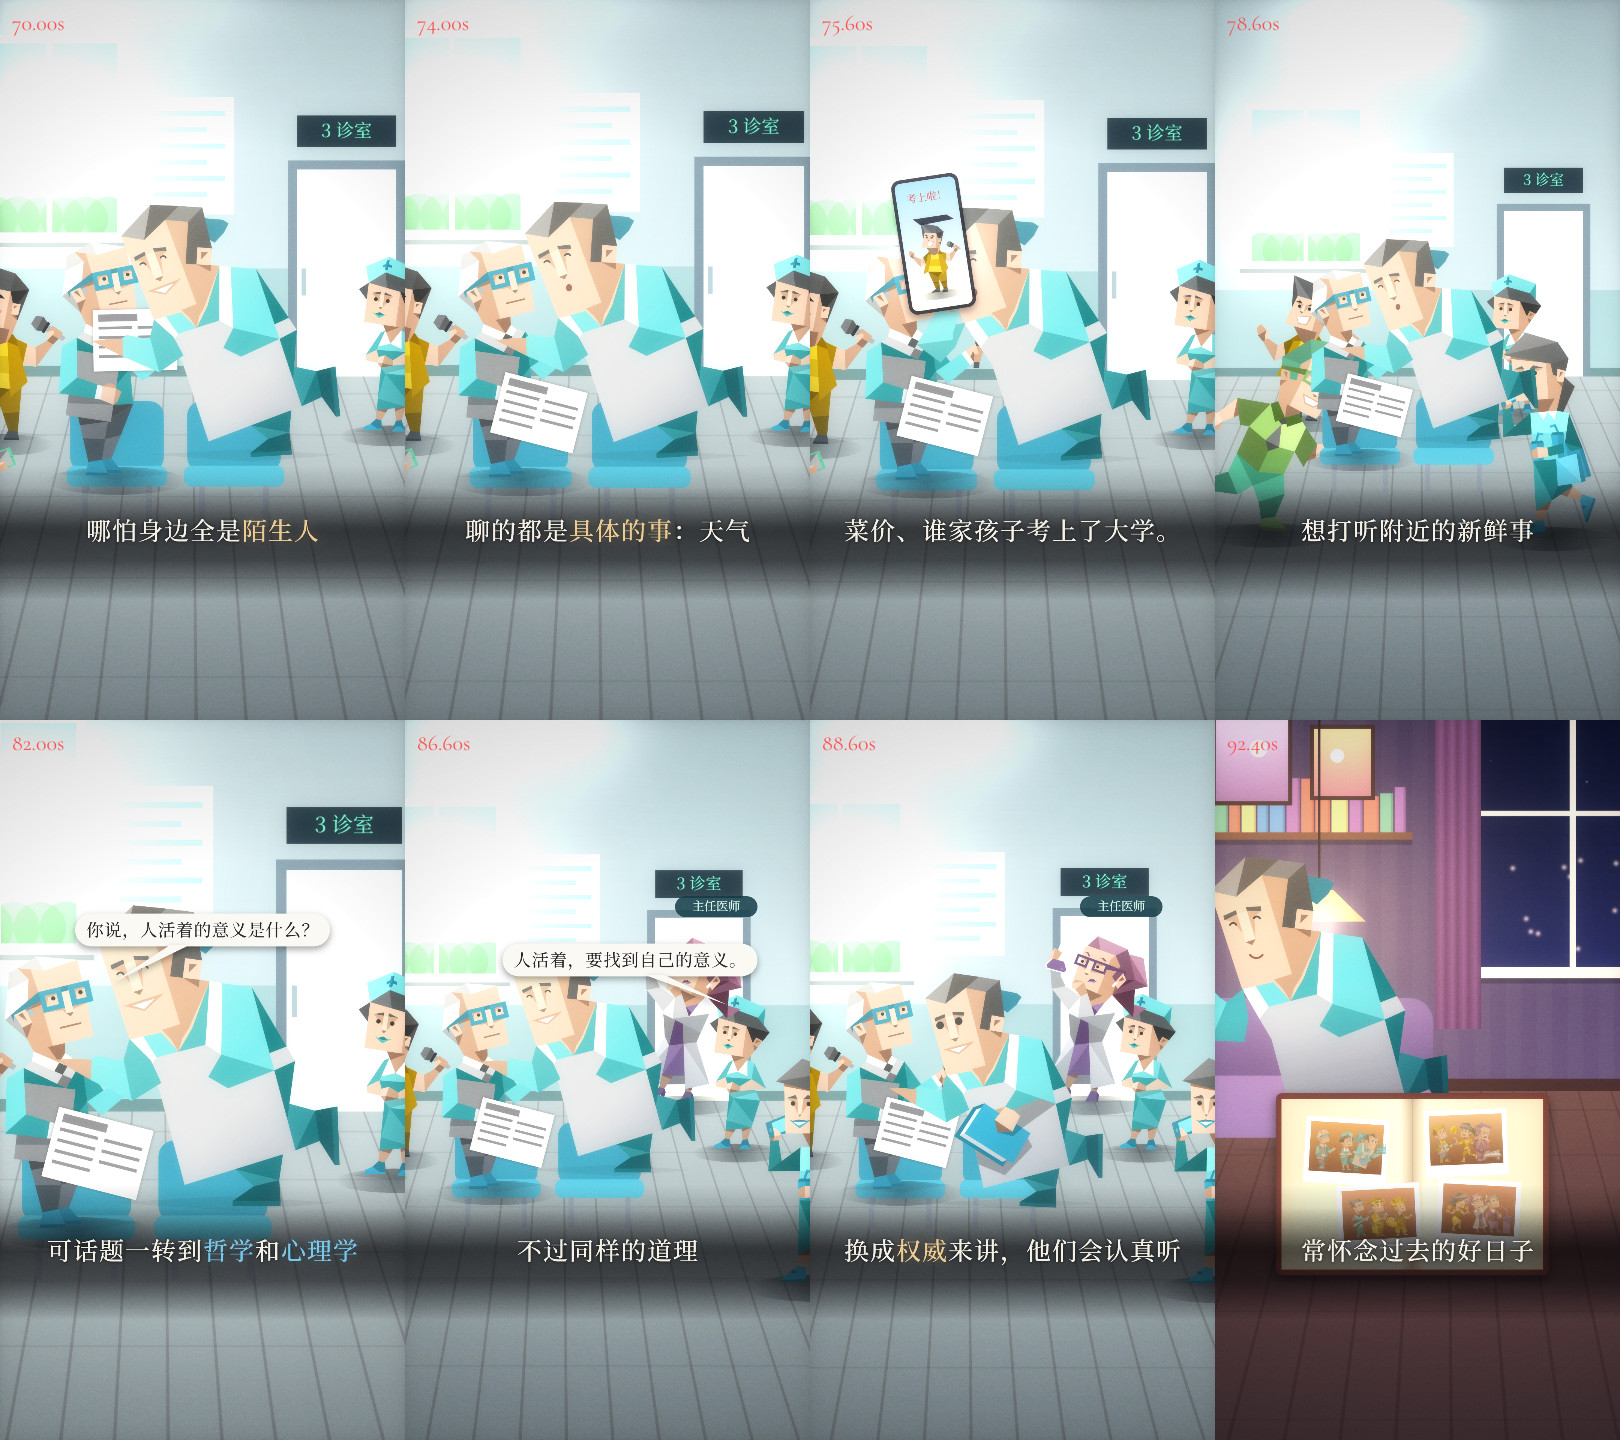 70.00s
3 诊室
哪怕身边全是陌生人
74.00s
3 诊室
聊的都是具体的事：天气
75.60s
3 诊室
考上啦！
菜价、谁家孩子考上了大学。
78.60s
3 诊室
想打听附近的新鲜事
82.00s
3 诊室
你说，人活着的意义是什么？
可话题一转到哲学和心理学
86.60s
3 诊室
主任医师
人活着，要找到自己的意义。
不过同样的道理
88.60s
3 诊室
主任医师
换成权威来讲，他们会认真听
92.40s
常怀念过去的好日子